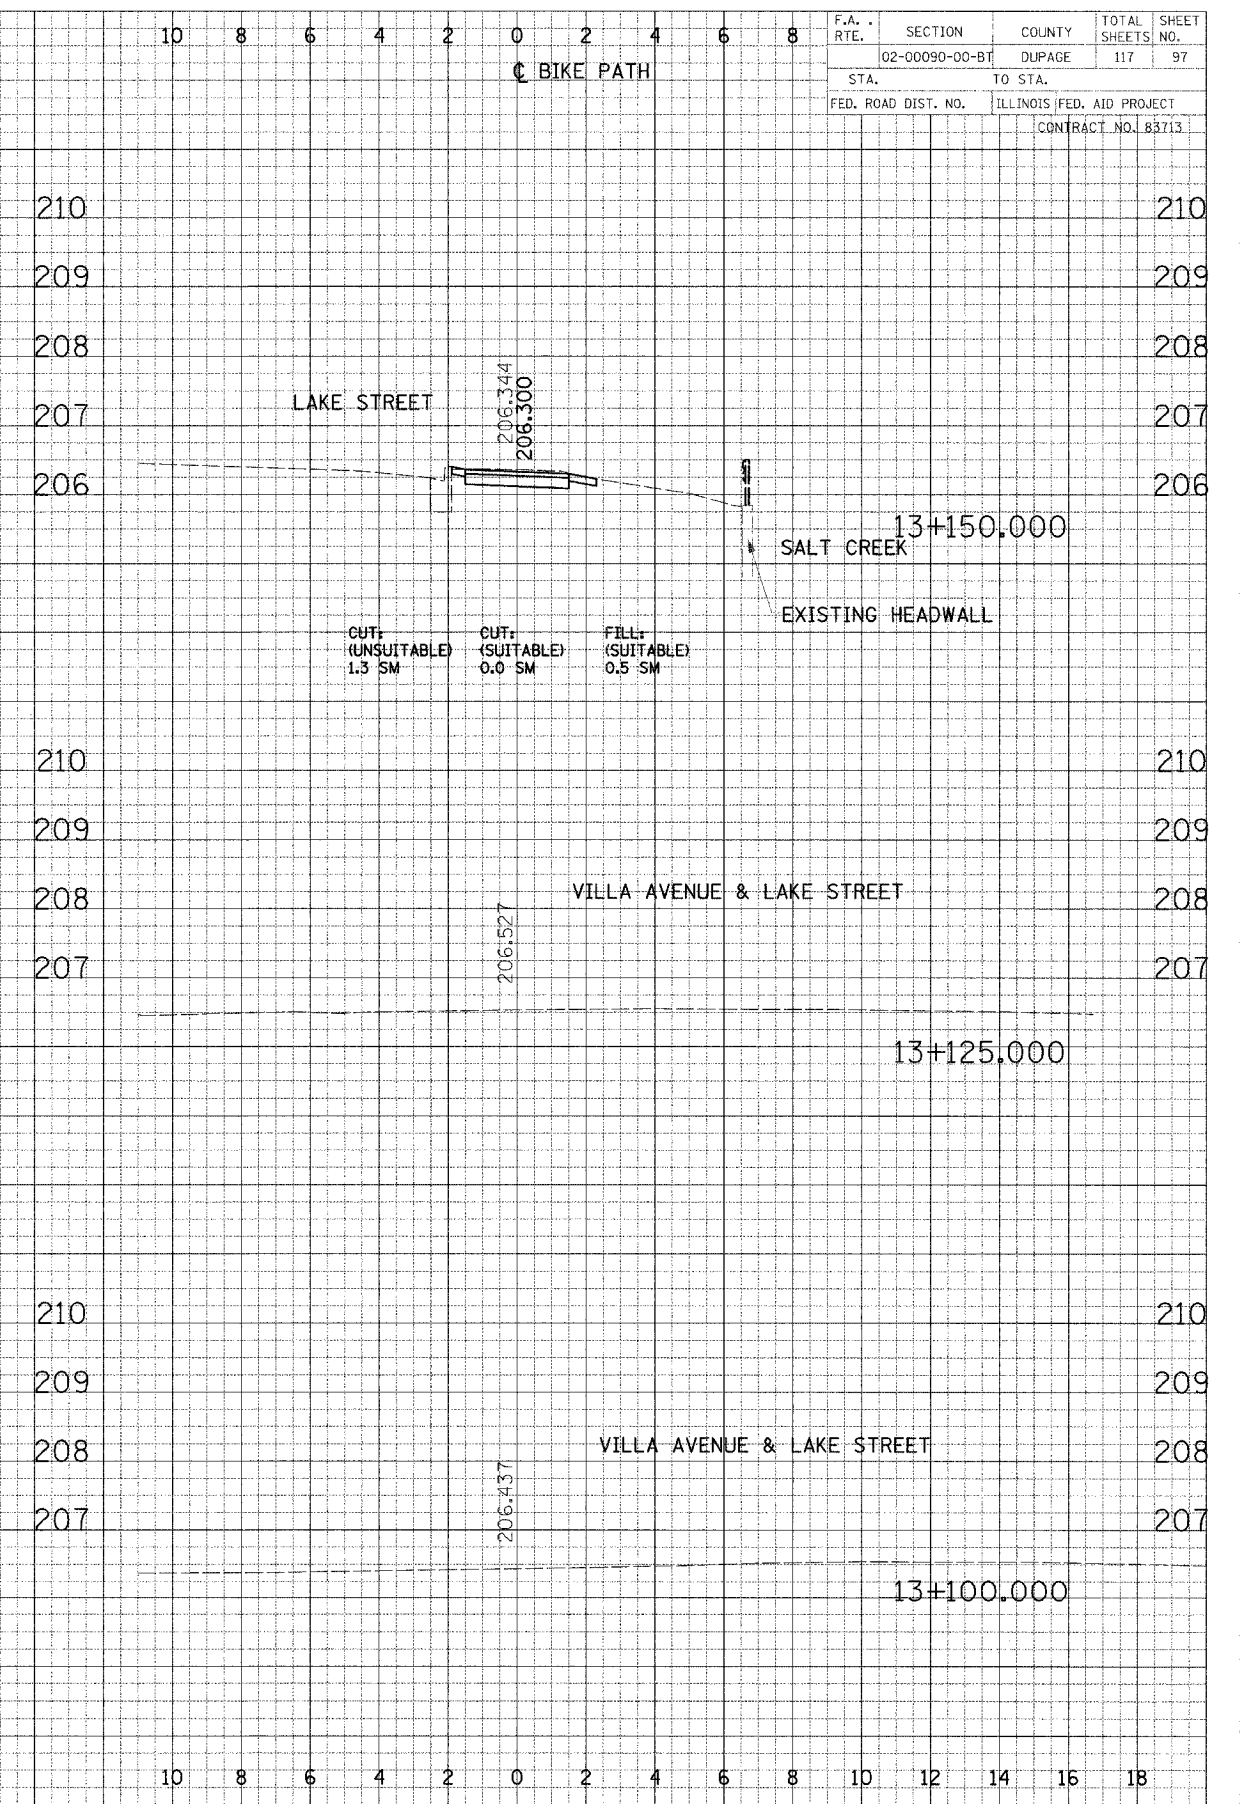 10 8 6 4 2 0 2 4 6 8
℄ BIKE PATH
F.A. . RTE. SECTION COUNTY TOTAL SHEETS SHEET NO.
02-00090-00-BT DUPAGE 117 97
STA. TO STA.
FED. ROAD DIST. NO. ILLINOIS FED. AID PROJECT
CONTRACT NO. 83713
210 210
209 209
208 208
206.344
206.300
LAKE STREET
207 207
206 206
13+150.000
SALT CREEK
EXISTING HEADWALL
CUT: (UNSUITABLE) 1.3 SM
CUT: (SUITABLE) 0.0 SM
FILL: (SUITABLE) 0.5 SM
210 210
209 209
VILLA AVENUE & LAKE STREET
208 208
206.527
207 207
13+125.000
210 210
209 209
VILLA AVENUE & LAKE STREET
208 208
206.437
207 207
13+100.000
10 8 6 4 2 0 2 4 6 8 10 12 14 16 18